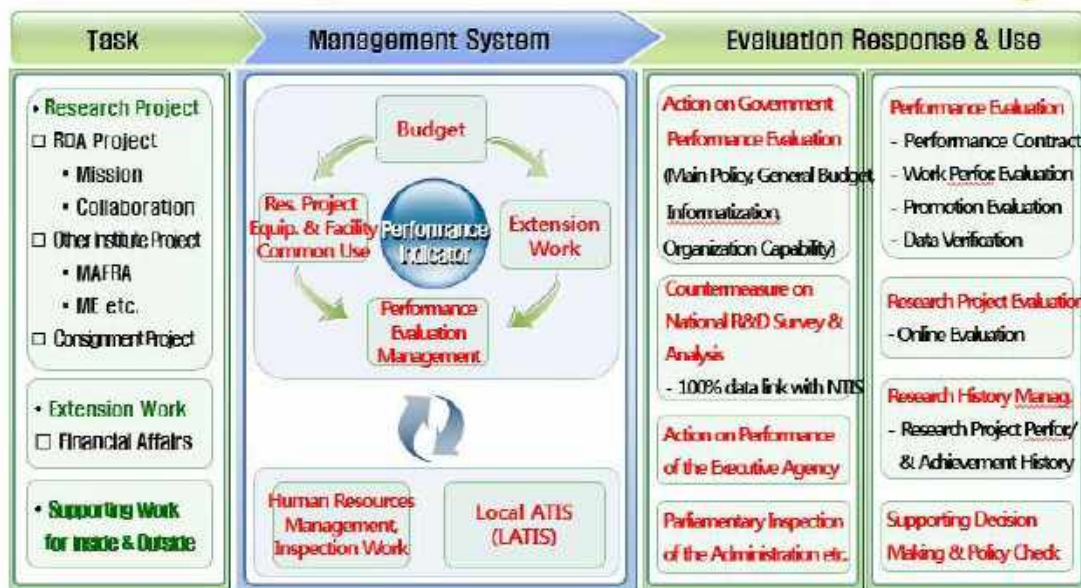 Task
Management System
Evaluation Response & Use
• Research Project
□ RDA Project
• Mission
• Collaboration
□ Other Institute Project
• MAFRA
• ME etc.
□ Consignment Project
• Extension Work
□ Financial Affairs
• Supporting Work
for Inside & Outside
Budget
Res. Project
Equip. & Facility
Common Use
Performance
Indicator
Extension
Work
Performance
Evaluation
Management
Human Resources
Management,
Inspection Work
Local ATIS
(LATIS)
Action on Government
Performance Evaluation
(Main Policy, General Budget,
Informatization,
Organization Capability)
Countermeasure on
National R&D Survey &
Analysis
- 100% data link with NTIS
Action on Performance
of the Executive Agency
Parliamentary Inspection
of the Administration etc.
Performance Evaluation
- Performance Contract
- Work Perfor. Evaluation
- Promotion Evaluation
- Data Verification
Research Project Evaluation
- Online Evaluation
Research History Manag.
- Research Project Perfor./
& Achievement History
Supporting Decision
Making & Policy Check